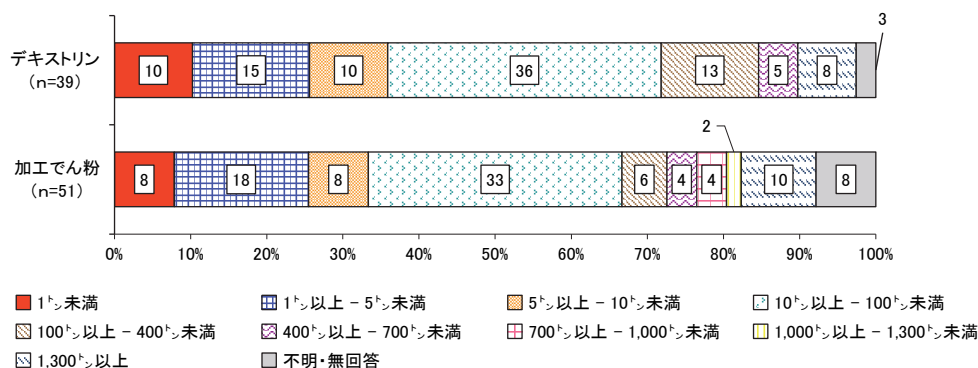 3
デキストリン
(n=39)
10 15 10 36 13 5 8
2
加工でん粉
(n=51)
8 18 8 33 6 4 4 10 8
0% 10% 20% 30% 40% 50% 60% 70% 80% 90% 100%
1㌧未満 1㌧以上－5㌧未満 5㌧以上－10㌧未満 10㌧以上－100㌧未満
100㌧以上－400㌧未満 400㌧以上－700㌧未満 700㌧以上－1,000㌧未満 1,000㌧以上－1,300㌧未満
1,300㌧以上 不明・無回答